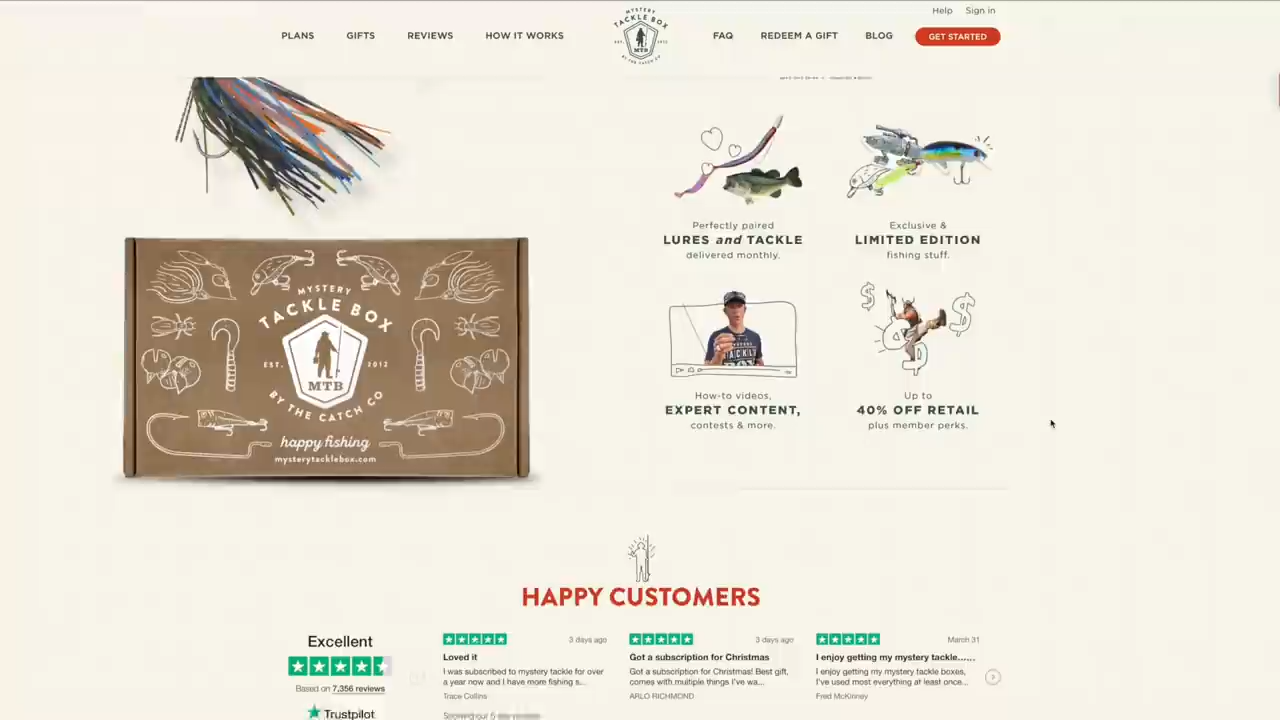 Help Sign in
PLANS GIFTS REVIEWS HOW IT WORKS
MYSTERY
TACKLE BOX
EST. 2012
MTB
BY THE CATCH CO
FAQ REDEEM A GIFT BLOG GET STARTED
MYSTERY
TACKLE BOX
EST. 2012
MTB
BY THE CATCH CO
happy fishing
mysterytacklebox.com
Perfectly paired
LURES and TACKLE
delivered monthly.
Exclusive &
LIMITED EDITION
fishing stuff.
How-to videos,
EXPERT CONTENT,
contests & more.
Up to
40% OFF RETAIL
plus member perks.
HAPPY CUSTOMERS
Excellent
Based on 7,356 reviews
Trustpilot
3 days ago
Loved it
I was subscribed to mystery tackle for over
a year now and I have more fishing s...
Trace Collins
3 days ago
Got a subscription for Christmas
Got a subscription for Christmas! Best gift,
comes with multiple things I've wa...
ARLO RICHMOND
March 31
I enjoy getting my mystery tackle......
I enjoy getting my mystery tackle boxes,
I've used most everything at least once...
Fred McKinney